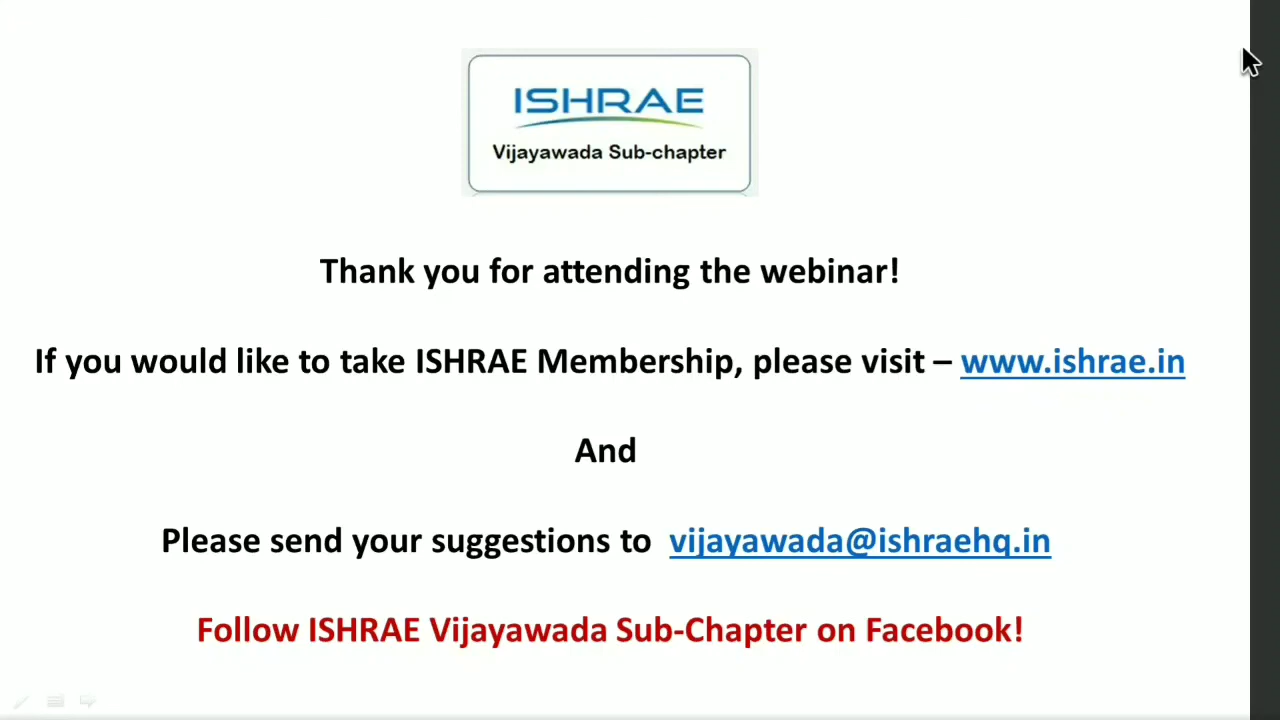 ISHRAE
Vijayawada Sub-chapter
Thank you for attending the webinar!
If you would like to take ISHRAE Membership, please visit – www.ishrae.in
And
Please send your suggestions to vijayawada@ishraehq.in
Follow ISHRAE Vijayawada Sub-Chapter on Facebook!